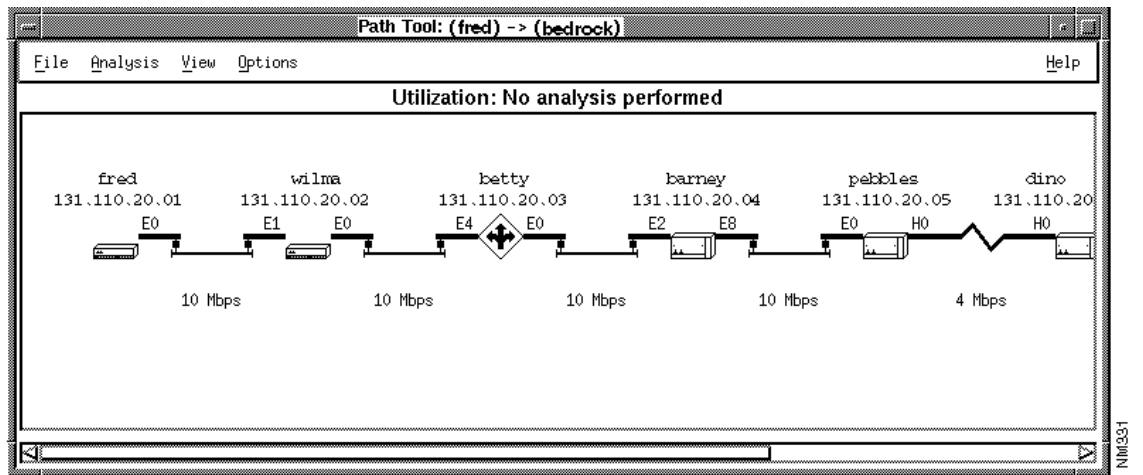 Path Tool: (fred) -> (bedrock)
File Analysis View Options Help
Utilization: No analysis performed
fred wilma betty barney pebbles dino
131.110.20.01 131.110.20.02 131.110.20.03 131.110.20.04 131.110.20.05 131.110.20
E0 E1 E0 E4 E0 E2 E8 E0 H0 H0
10 Mbps 10 Mbps 10 Mbps 10 Mbps 4 Mbps
NM331